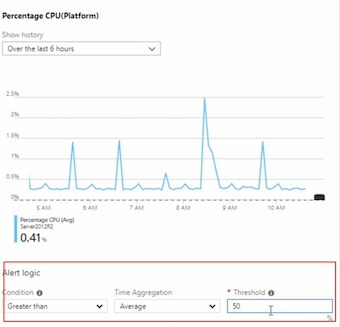 Percentage CPU(Platform)
Show history
Over the last 6 hours
2.5%
2%
1.5%
1%
0.5%
0%
5 AM 6 AM 7 AM 8 AM 9 AM 10 AM
Percentage CPU (Avg)
Server2012R2
0.41 %
Alert logic
Condition Time Aggregation * Threshold
Greater than Average 50
%